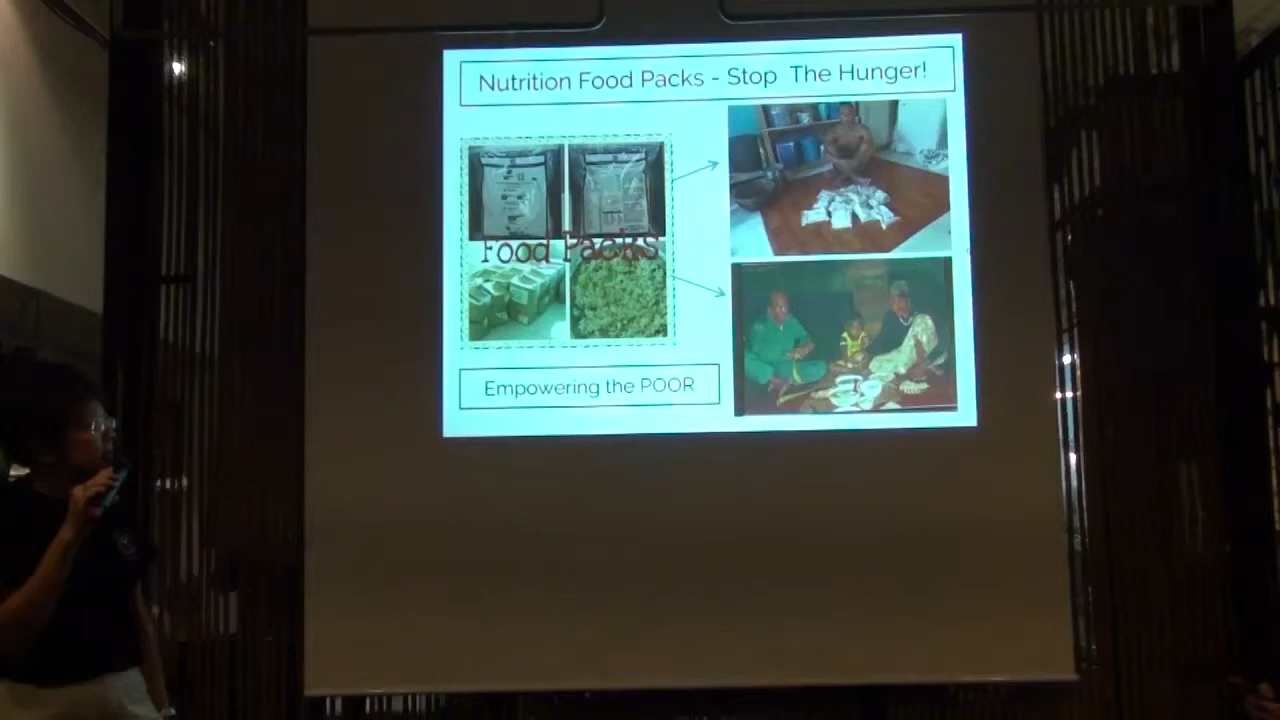 Nutrition Food Packs - Stop The Hunger!
Food Packs
Empowering the POOR